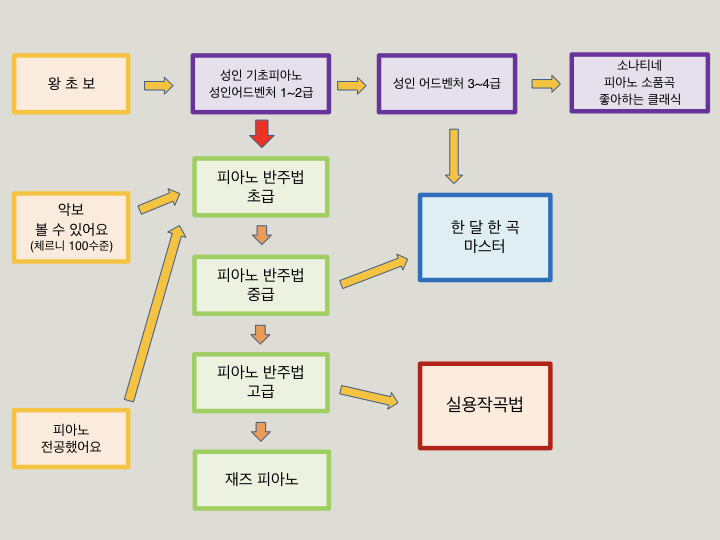 왕 초 보
성인 기초피아노
성인어드벤처 1~2급
성인 어드벤처 3~4급
소나티네
피아노 소품곡
좋아하는 클래식
피아노 반주법
초급
악보
볼 수 있어요
(체르니 100수준)
한 달 한 곡
마스터
피아노 반주법
중급
피아노 반주법
고급
실용작곡법
피아노
전공했어요
재즈 피아노